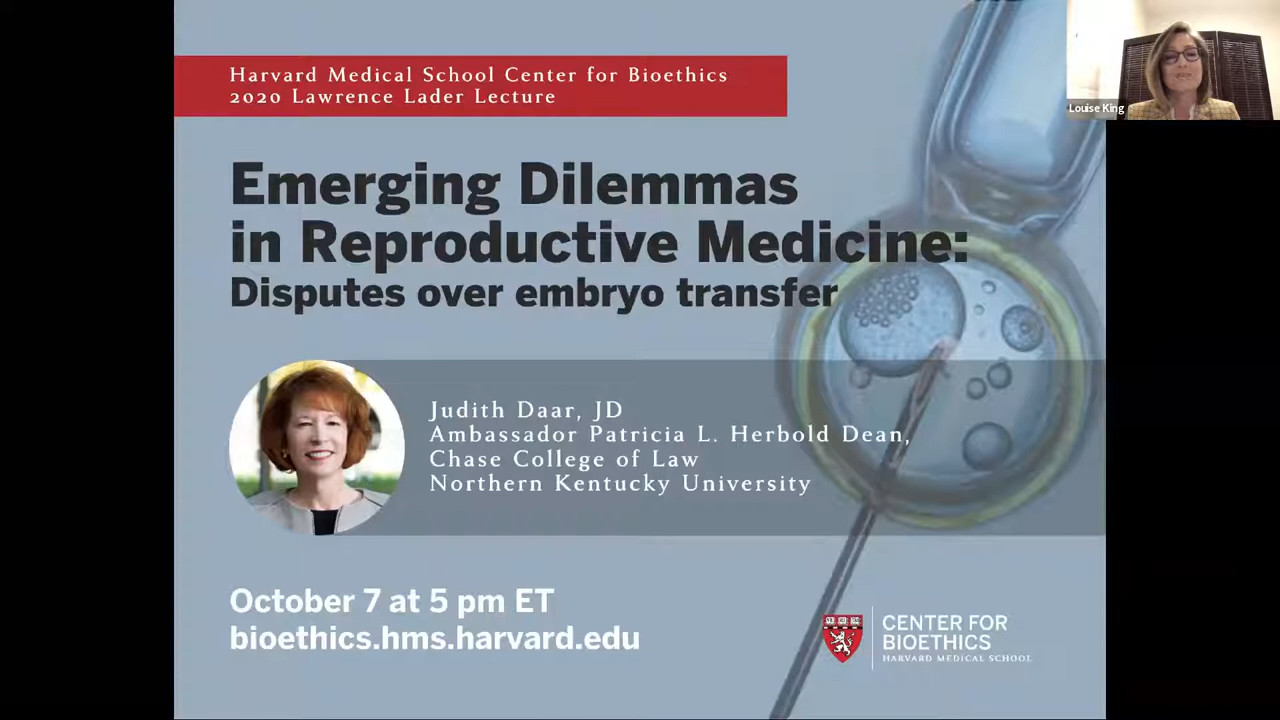 Harvard Medical School Center for Bioethics
2020 Lawrence Lader Lecture
Louise King
Emerging Dilemmas
in Reproductive Medicine:
Disputes over embryo transfer
Judith Daar, JD
Ambassador Patricia L. Herbold Dean,
Chase College of Law
Northern Kentucky University
October 7 at 5 pm ET
bioethics.hms.harvard.edu
CENTER FOR
BIOETHICS
HARVARD MEDICAL SCHOOL